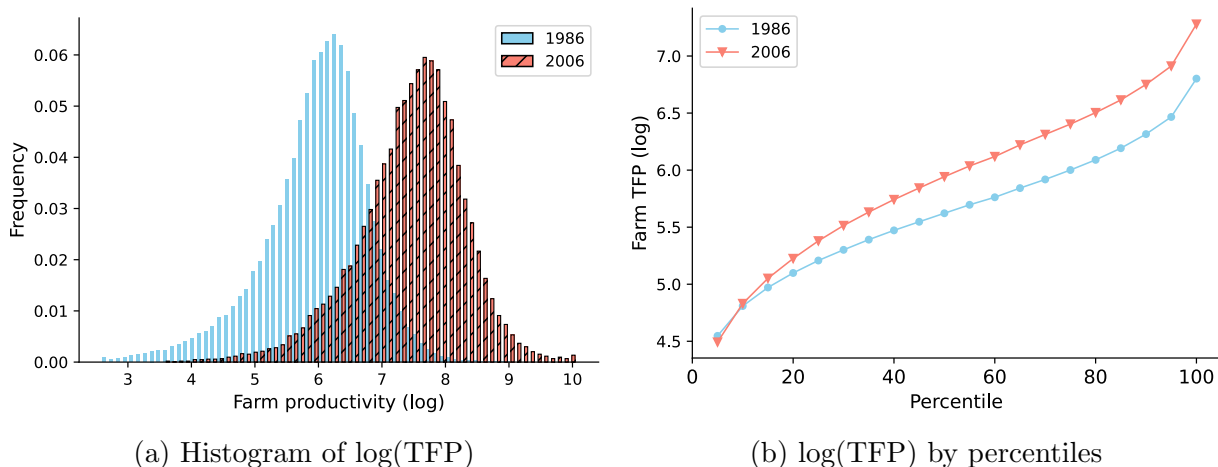 0.06
0.05
0.04
0.03
0.02
0.01
0.00
Frequency
3 4 5 6 7 8 9 10
Farm productivity (log)
1986
2006
(a) Histogram of log(TFP)
7.0
6.5
6.0
5.5
5.0
4.5
Farm TFP (log)
0 20 40 60 80 100
Percentile
1986
2006
(b) log(TFP) by percentiles